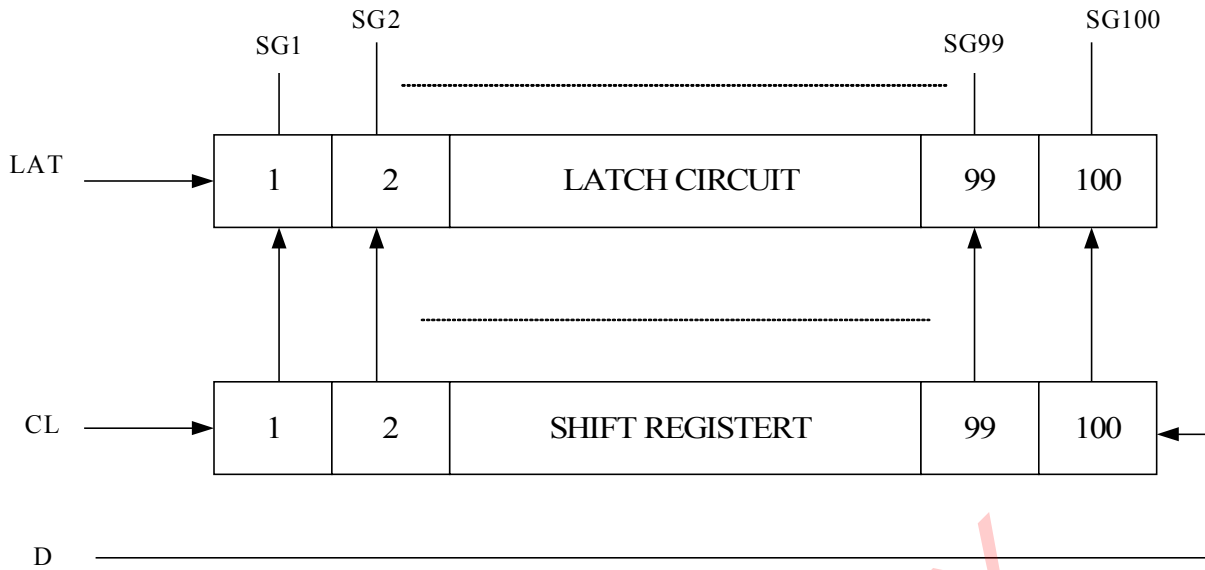 SG1 SG2 SG99 SG100
LAT 1 2 LATCH CIRCUIT 99 100
CL 1 2 SHIFT REGISTERT 99 100
D